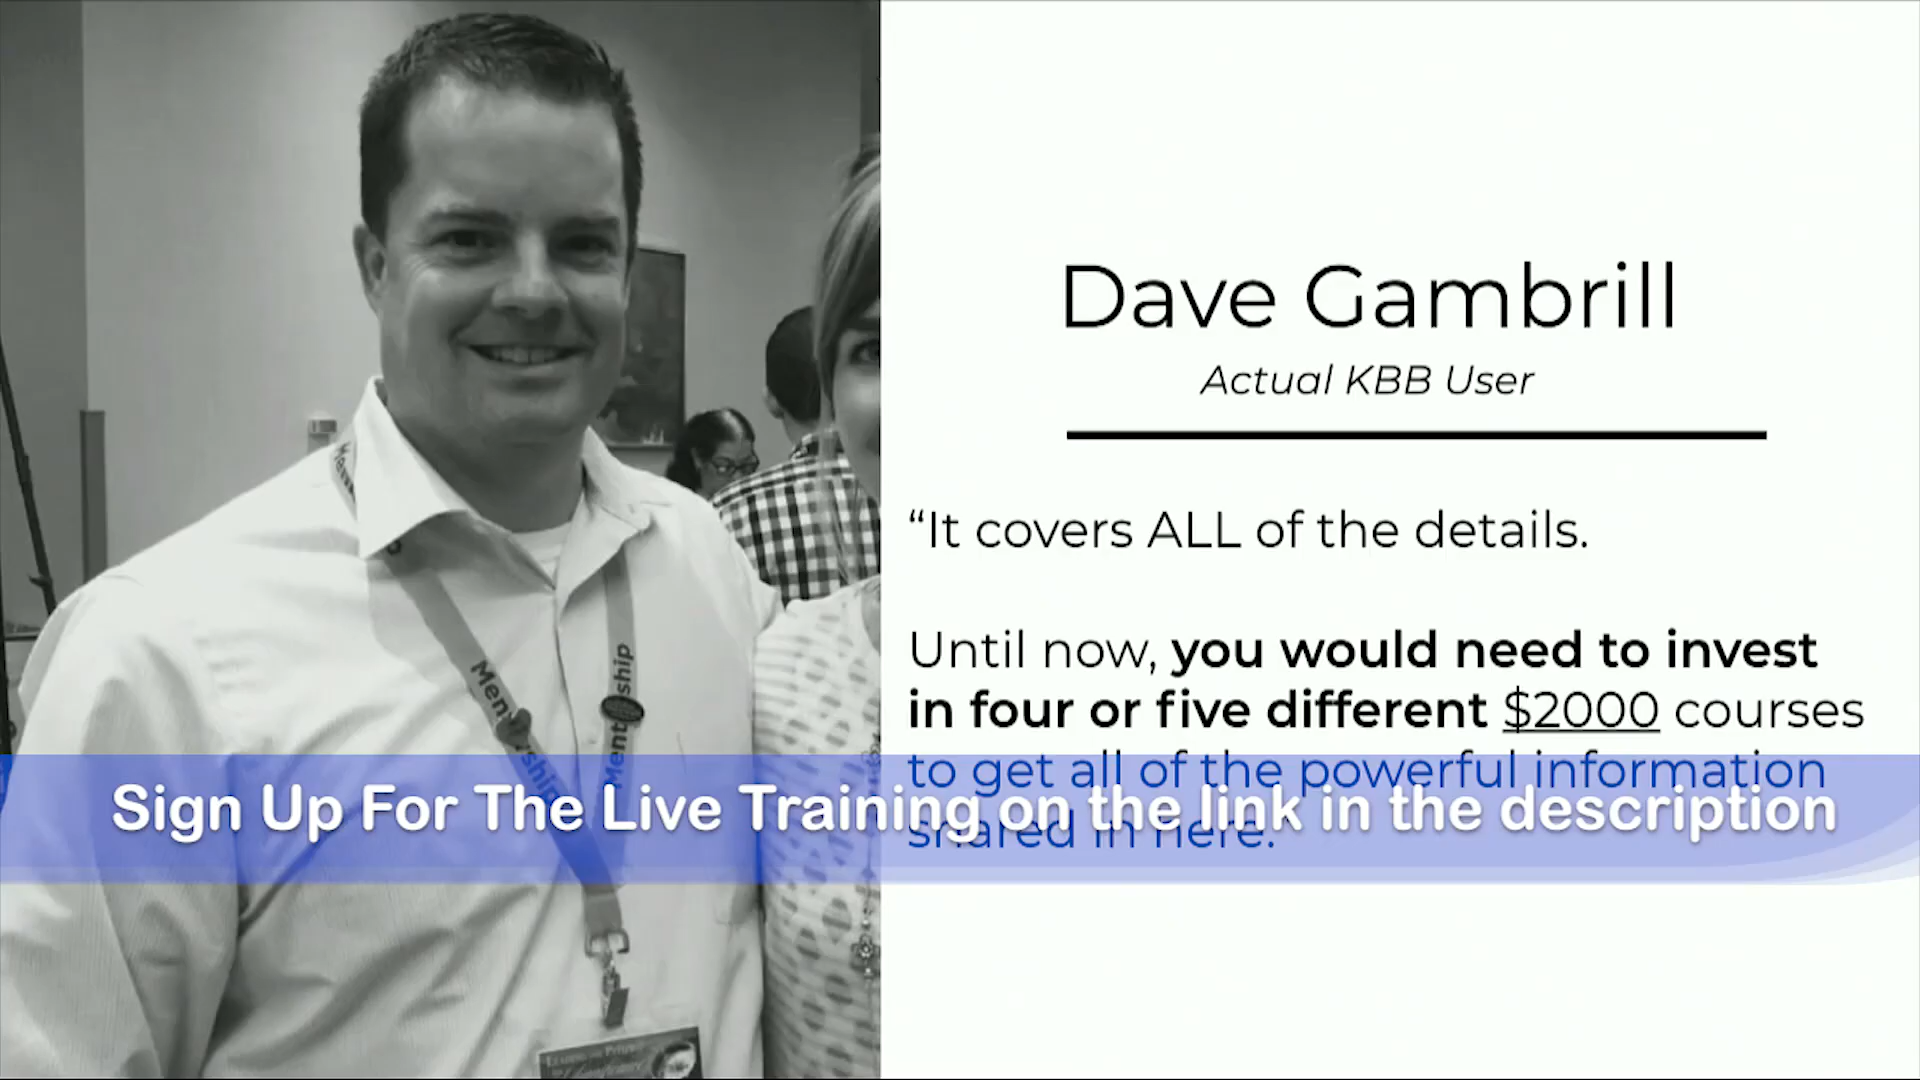 Dave Gambrill
Actual KBB User
“It covers ALL of the details.
Until now, you would need to invest
in four or five different $2000 courses
to get all of the powerful information
shared in here.”
Sign Up For The Live Training on the link in the description
Mentorship
Mentorship